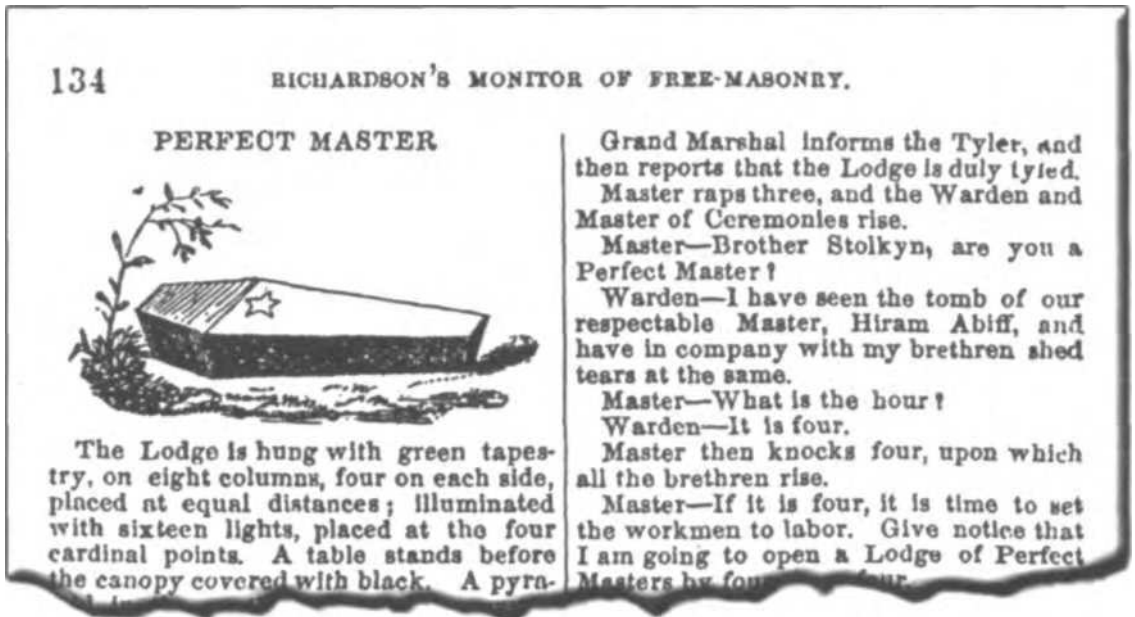 134
RICHARDSON'S MONITOR OF FREE-MASONRY.
PERFECT MASTER
The Lodge is hung with green tapes-
try, on eight columns, four on each side,
placed at equal distances; illuminated
with sixteen lights, placed at the four
cardinal points. A table stands before
the canopy covered with black. A pyra-
Grand Marshal informs the Tyler, and
then reports that the Lodge is duly tyled.
Master raps three, and the Warden and
Master of Ceremonies rise.
Master—Brother Stolkyn, are you a
Perfect Master?
Warden—I have seen the tomb of our
respectable Master, Hiram Abiff, and
have in company with my brethren shed
tears at the same.
Master—What is the hour?
Warden—It is four.
Master then knocks four, upon which
all the brethren rise.
Master—If it is four, it is time to set
the workmen to labor. Give notice that
I am going to open a Lodge of Perfect
Masters by four four.